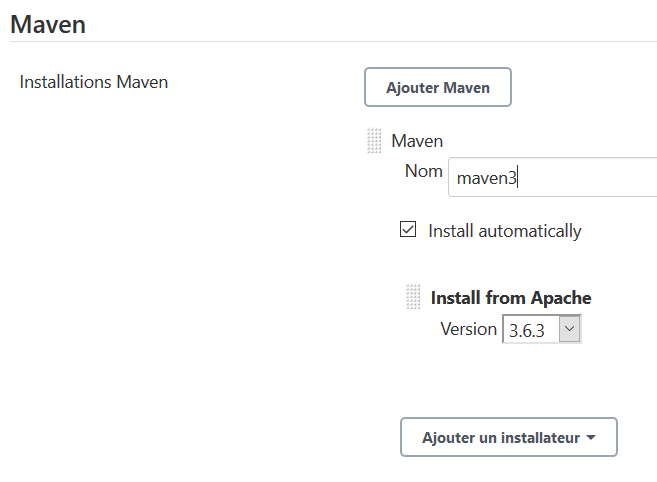 Maven
Installations Maven
Ajouter Maven
Maven
Nom
maven3
Install automatically
Install from Apache
Version
3.6.3
Ajouter un installateur